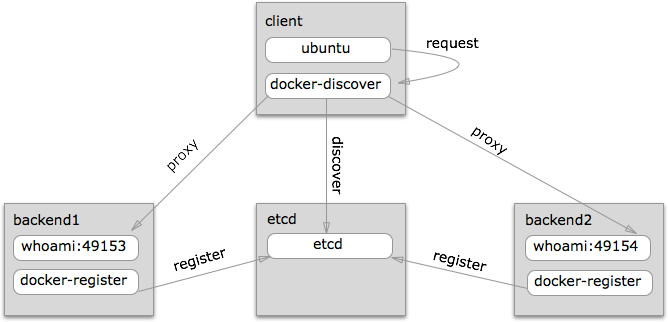 client
ubuntu
request
docker-discover
proxy
discover
proxy
backend1
etcd
backend2
whoami:49153
etcd
whoami:49154
register
register
docker-register
docker-register